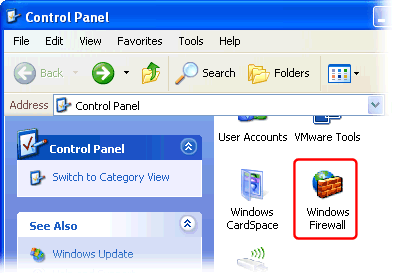 Control Panel
File Edit View Favorites Tools Help
Back Search Folders
Address Control Panel
Control Panel
Switch to Category View
See Also
Windows Update
User Accounts VMware Tools
Windows CardSpace
Windows Firewall